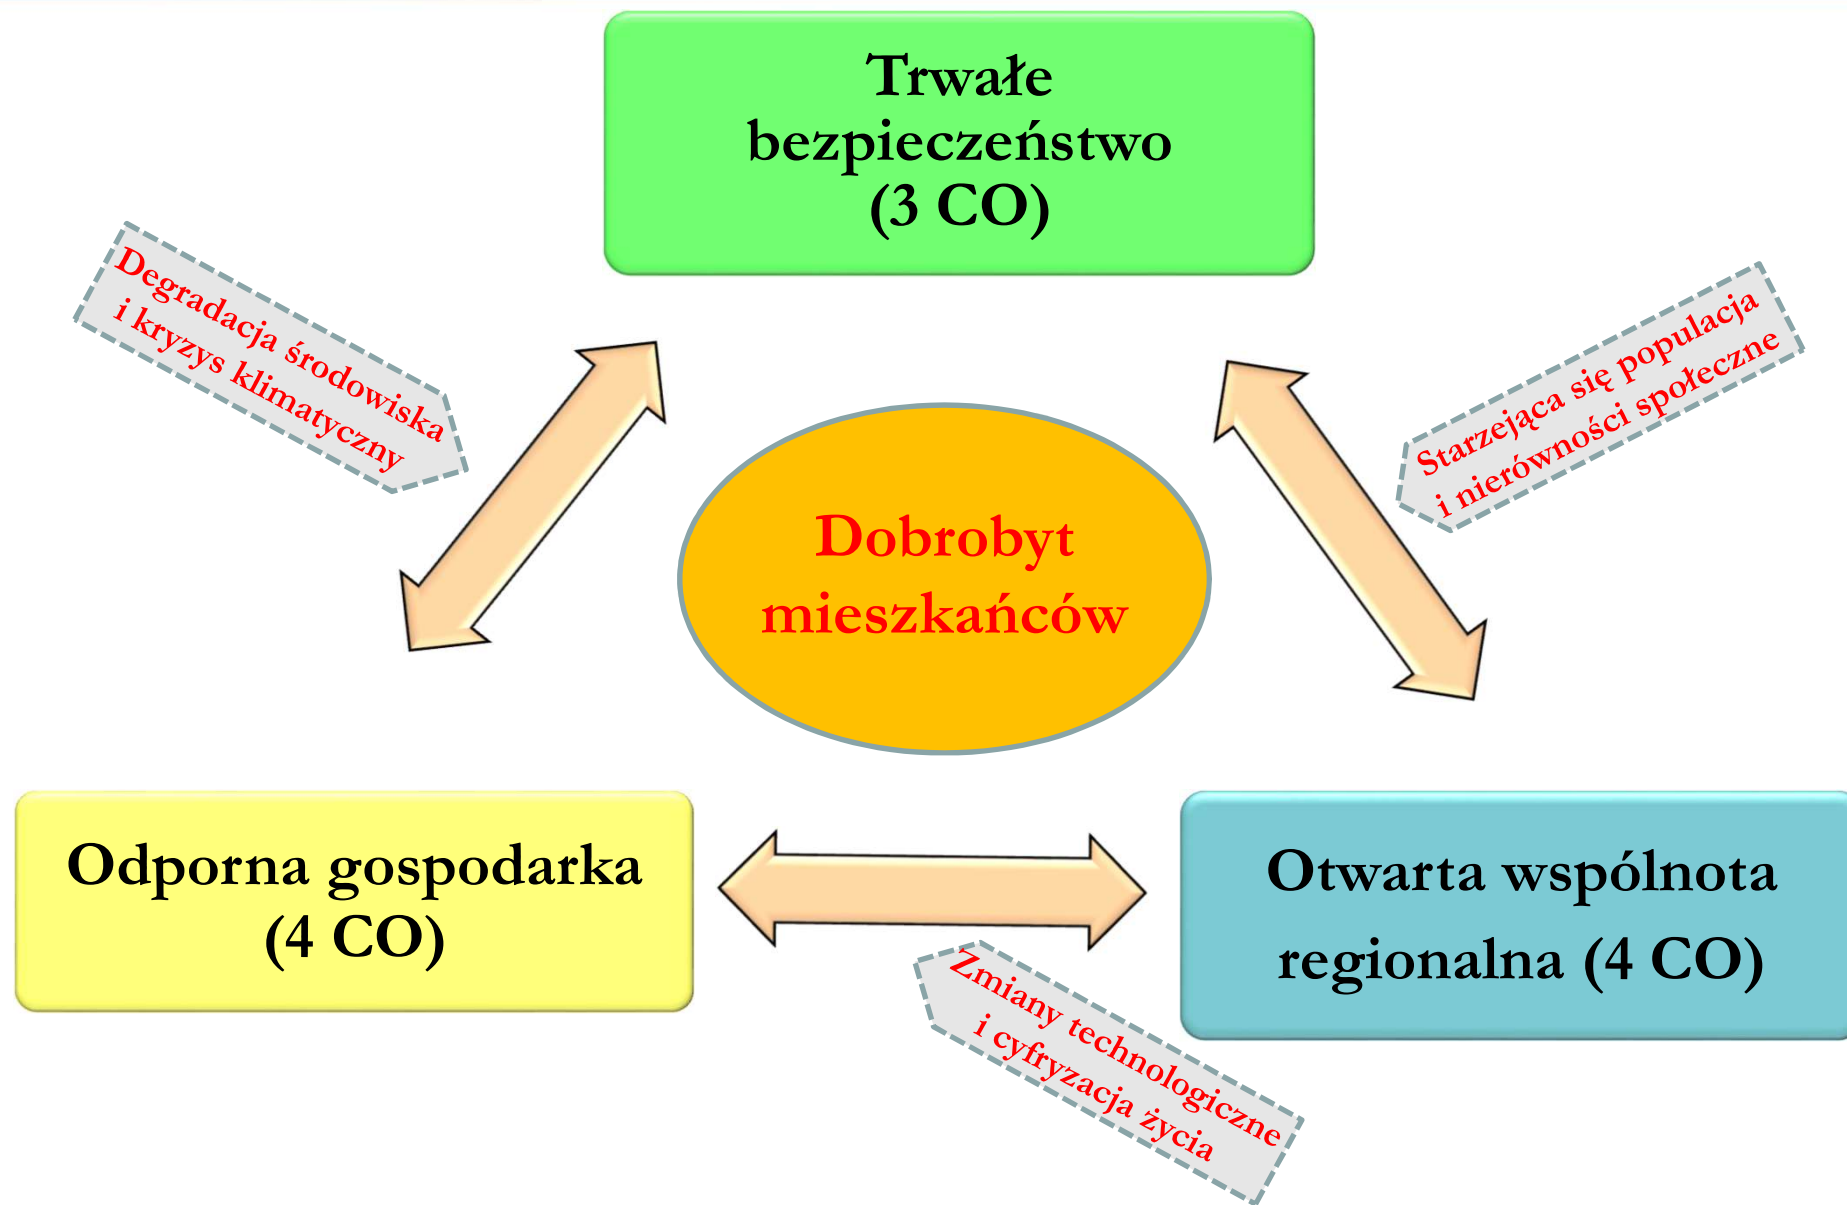 Trwałe
bezpieczeństwo
(3 CO)
Degradacja środowiska
i kryzys klimatyczny
Starzejąca się populacja
i nierówności społeczne
Dobrobyt
mieszkańców
Odporna gospodarka
(4 CO)
Otwarta wspólnota
regionalna (4 CO)
Zmiany technologiczne
i cyfryzacja życia